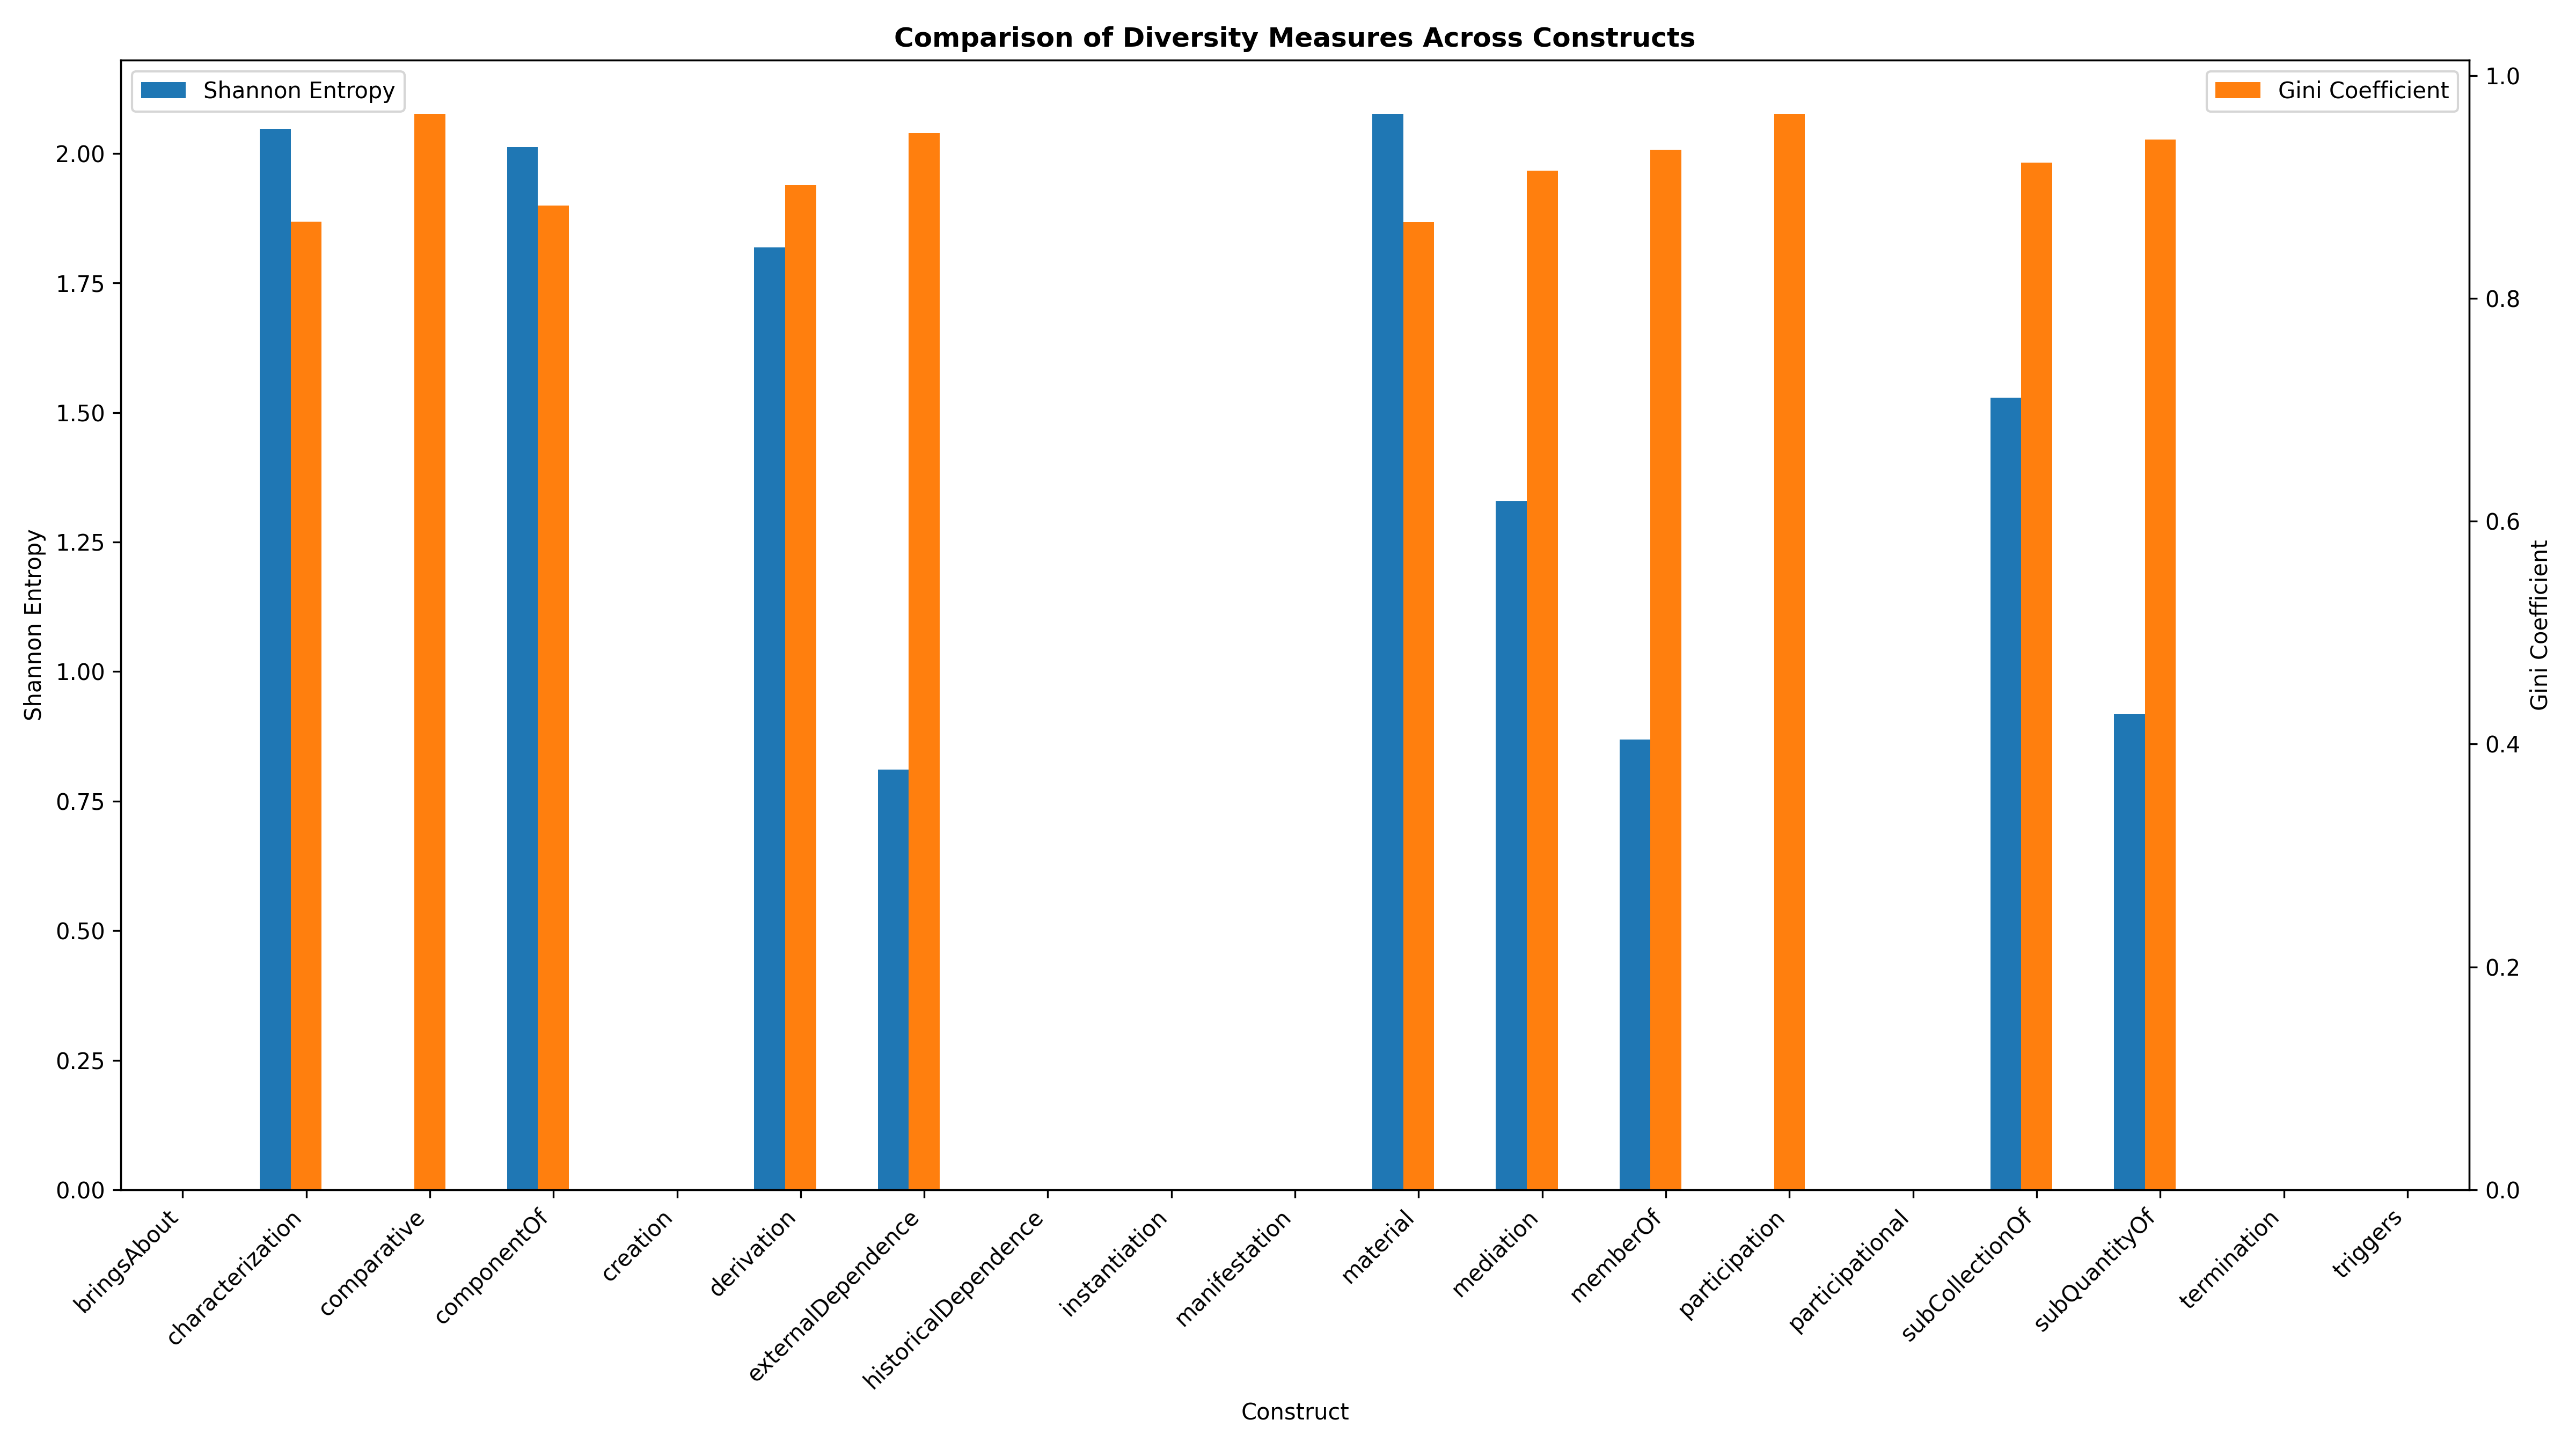 Comparison of Diversity Measures Across Constructs
Shannon Entropy
Gini Coefficient
2.00
1.75
1.50
1.25
1.00
0.75
0.50
0.25
0.00
Shannon Entropy
1.0
0.8
0.6
0.4
0.2
0.0
Gini Coefficient
bringsAbout
characterization
comparative
componentOf
creation
derivation
externalDependence
historicalDependence
instantiation
manifestation
material
mediation
memberOf
participation
participational
subCollectionOf
subQuantityOf
termination
triggers
Construct